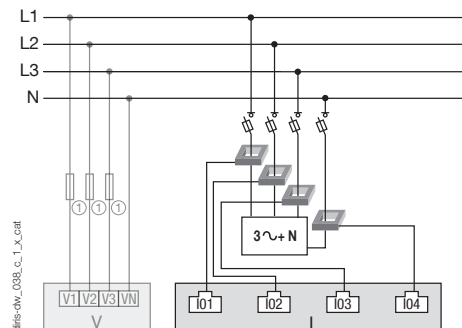 L1
L2
L3
N
① ① ①
3∿+ N
V1 V2 V3 VN
I01 I02 I03 I04
V
I
diris-dw_038_c_1_x_cat